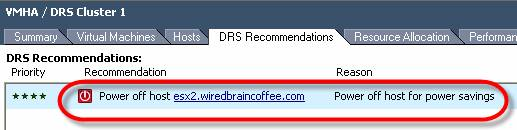 VMHA / DRS Cluster 1
Summary Virtual Machines Hosts DRS Recommendations Resource Allocation Performan
DRS Recommendations:
Priority Recommendation Reason
★★★★ Power off host esx2.wiredbraincoffee.com Power off host for power savings